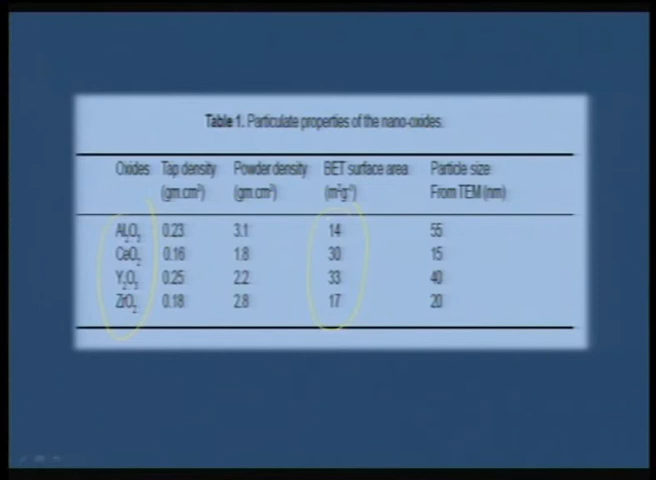 Table 1. Particulate properties of the nano-oxides.
Oxides Tap density Powder density BET surface area Particle size
(gm.cm³) (gm.cm³) (m²g⁻¹) From TEM (nm)
Al₂O₃ 0.23 3.1 14 55
CeO₂ 0.16 1.8 30 15
Y₂O₃ 0.25 2.2 33 40
ZrO₂ 0.18 2.8 17 20